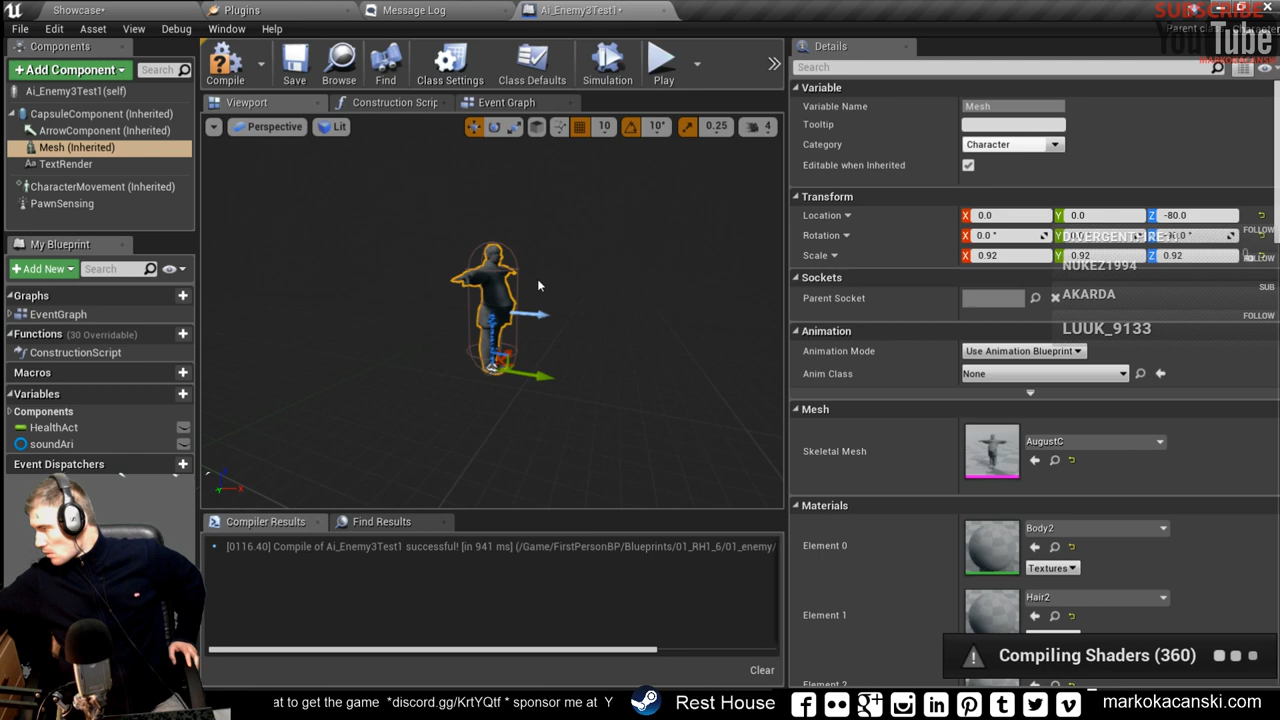 Showcase•
Plugins
Message Log
Ai_Enemy3Test1•
SUBSCRIBE
YouTube
MARKOKACANSKI
File Edit Asset View Debug Window Help
Parent class: Character
Components
+Add Component
Search
Ai_Enemy3Test1(self)
CapsuleComponent (Inherited)
ArrowComponent (Inherited)
Mesh (Inherited)
TextRender
CharacterMovement (Inherited)
PawnSensing
My Blueprint
+Add New
Search
Graphs
EventGraph
Functions (30 Overridable)
ConstructionScript
Macros
Variables
Components
HealthAct
soundAri
Event Dispatchers
Compile
Save
Browse
Find
Class Settings
Class Defaults
Simulation
Play
Viewport
Construction Scrip
Event Graph
Perspective
Lit
10
10°
0.25
4
Compiler Results
Find Results
[0116.40] Compile of Ai_Enemy3Test1 successful! [in 941 ms] (/Game/FirstPersonBP/Blueprints/01_RH1_6/01_enemy/
Clear
Details
Search
Variable
Variable Name Mesh
Tooltip
Category Character
Editable when Inherited
Transform
Location X 0.0 Y 0.0 Z -80.0
Rotation X 0.0 °
Scale X 0.92 Y 0.92 Z 0.92
FOLLOW
NUKEZ1994
FOLLOW
AKARDA
SUB
LUUK_9133
FOLLOW
Sockets
Parent Socket
Animation
Animation Mode Use Animation Blueprint
Anim Class None
Mesh
Skeletal Mesh AugustC
Materials
Element 0 Body2
Textures
Element 1 Hair2
Compiling Shaders (360)
at to get the game *discord.gg/KrtYQtf * sponsor me at Y
Rest House
markokacanski.com